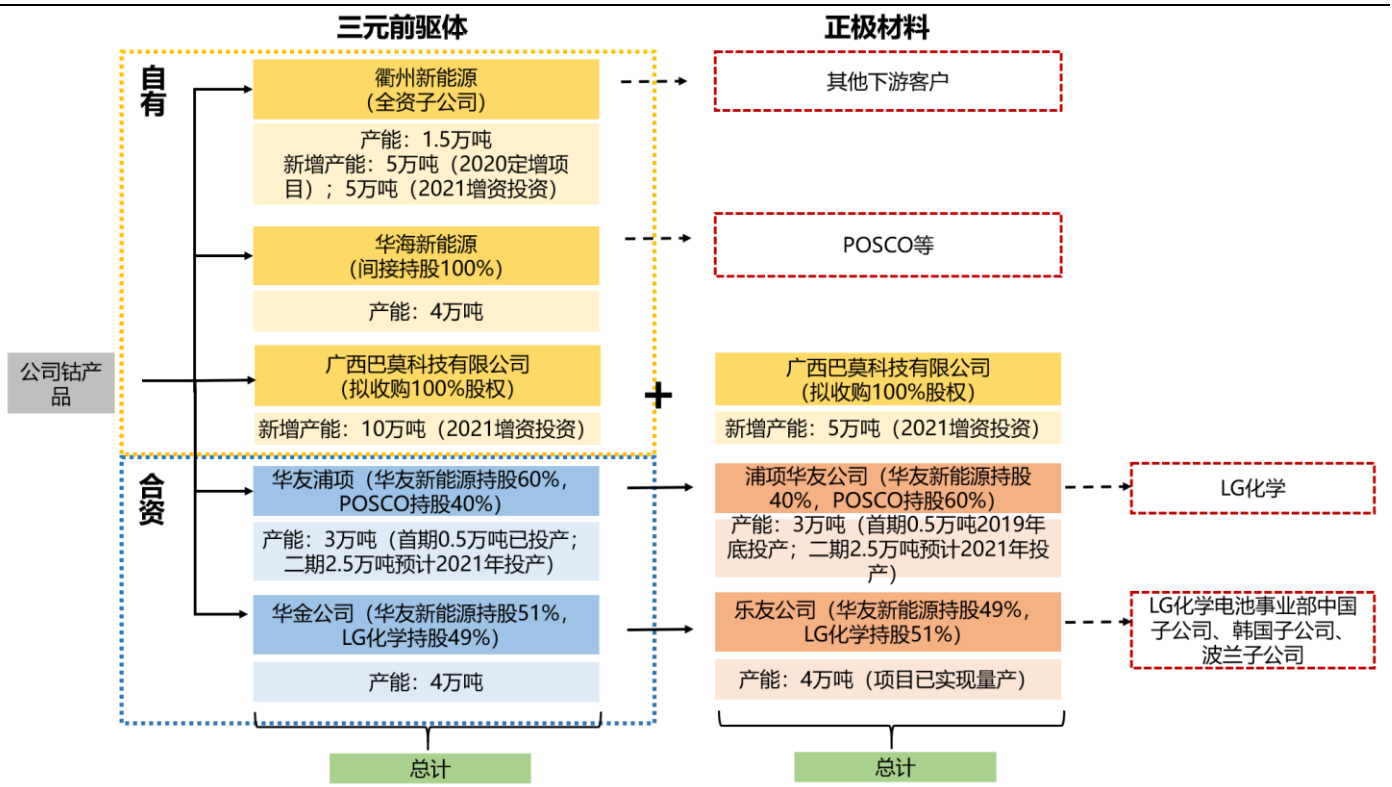 三元前驱体
正极材料
自有
衢州新能源
(全资子公司)
其他下游客户
产能：1.5万吨
新增产能：5万吨（2020定增项
目）；5万吨（2021增资投资）
华海新能源
(间接持股100%)
POSCO等
产能：4万吨
公司钴产
品
广西巴莫科技有限公司
(拟收购100%股权)
新增产能：10万吨（2021增资投资）
+
广西巴莫科技有限公司
(拟收购100%股权)
新增产能：5万吨（2021增资投资）
合资
华友浦项（华友新能源持股60%，
POSCO持股40%）
浦项华友公司（华友新能源持股
40%，POSCO持股60%）
LG化学
产能：3万吨（首期0.5万吨已投产；
二期2.5万吨预计2021年投产）
产能：3万吨（首期0.5万吨2019年
底投产；二期2.5万吨预计2021年投
产）
华金公司（华友新能源持股51%，
LG化学持股49%）
乐友公司（华友新能源持股49%，
LG化学持股51%）
LG化学电池事业部中国
子公司、韩国子公司、
波兰子公司
产能：4万吨
产能：4万吨（项目已实现量产）
总计
总计